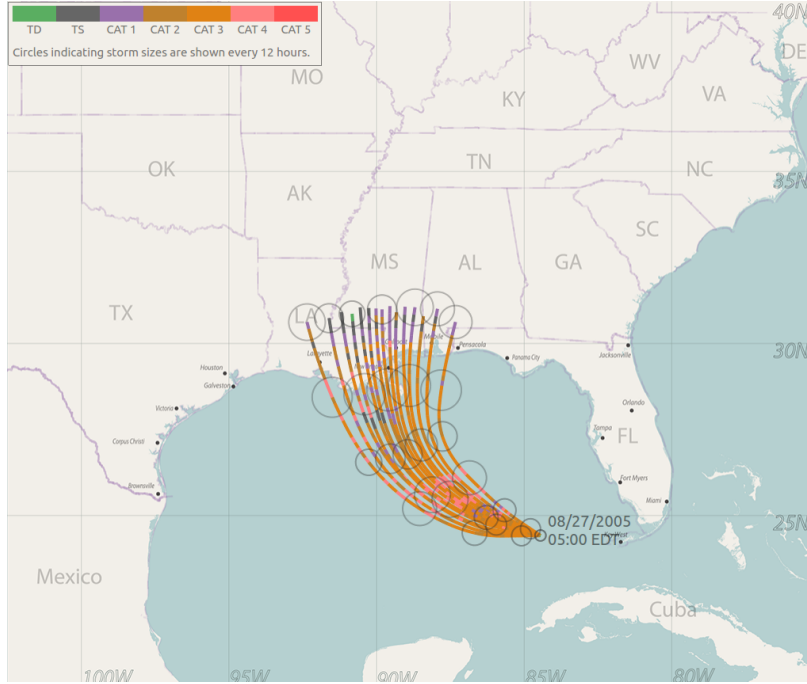 TD TS CAT 1 CAT 2 CAT 3 CAT 4 CAT 5
Circles indicating storm sizes are shown every 12 hours.
40N
DE
MO
WV
KY
VA
OK
TN
NC
35N
AK
SC
MS
AL
GA
LA
TX
Mobile
Pensacola
30N
Lafayette
Panama City
Jacksonville
Houston
Galveston
Victoria
Orlando
Tampa
FL
Corpus Christi
Fort Myers
Brownsville
Miami
08/27/2005
25N
05:00 EDT
Mexico
Cuba
100W
95W
90W
85W
80W